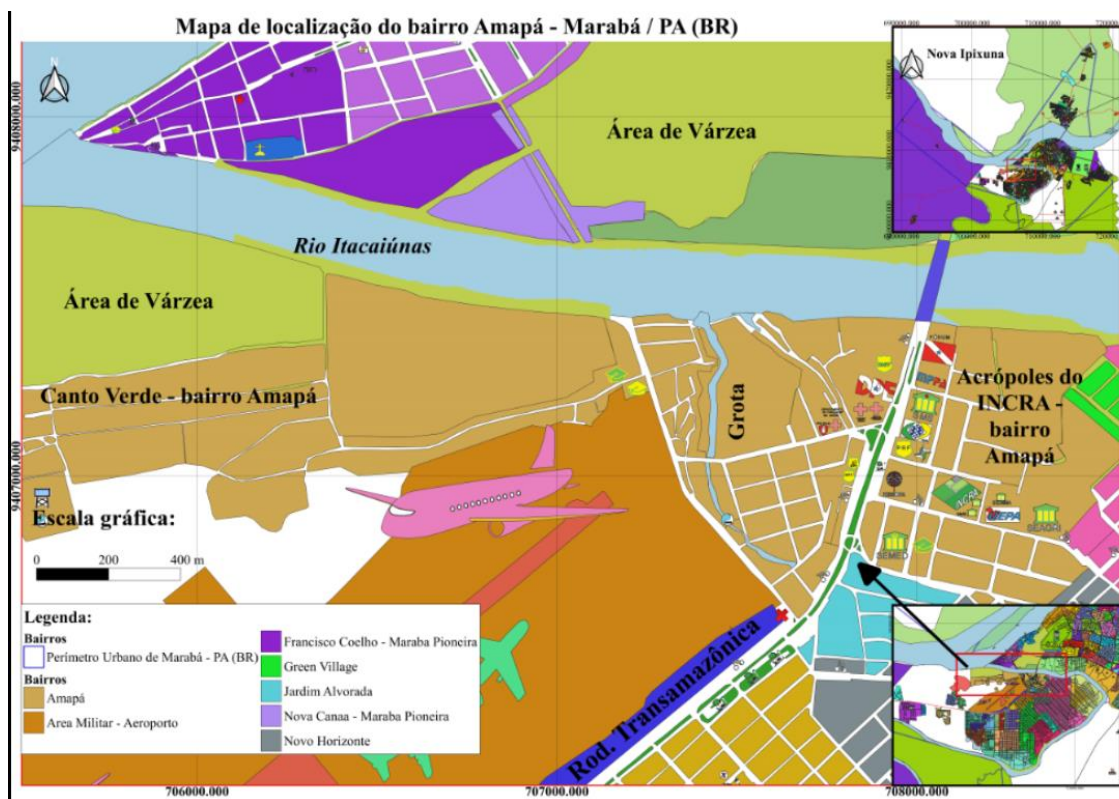 Mapa de localização do bairro Amapá - Marabá / PA (BR)
N
Nova Ipixuna
Área de Várzea
9408000.000
Rio Itacaiúnas
Área de Várzea
Canto Verde - bairro Amapá
Grota
Acrópoles do
INCRA -
bairro
Amapá
FORUM
INCRA
SEMED
SEAGRI
9407000.000
Escala gráfica:
0 200 400 m
Rod. Transamazônica
Legenda:
Bairros
Perímetro Urbano de Marabá - PA (BR)
Bairros
Amapá
Area Militar - Aeroporto
Francisco Coelho - Maraba Pioneira
Green Village
Jardim Alvorada
Nova Canaa - Maraba Pioneira
Novo Horizonte
706000.000 707000.000 708000.000